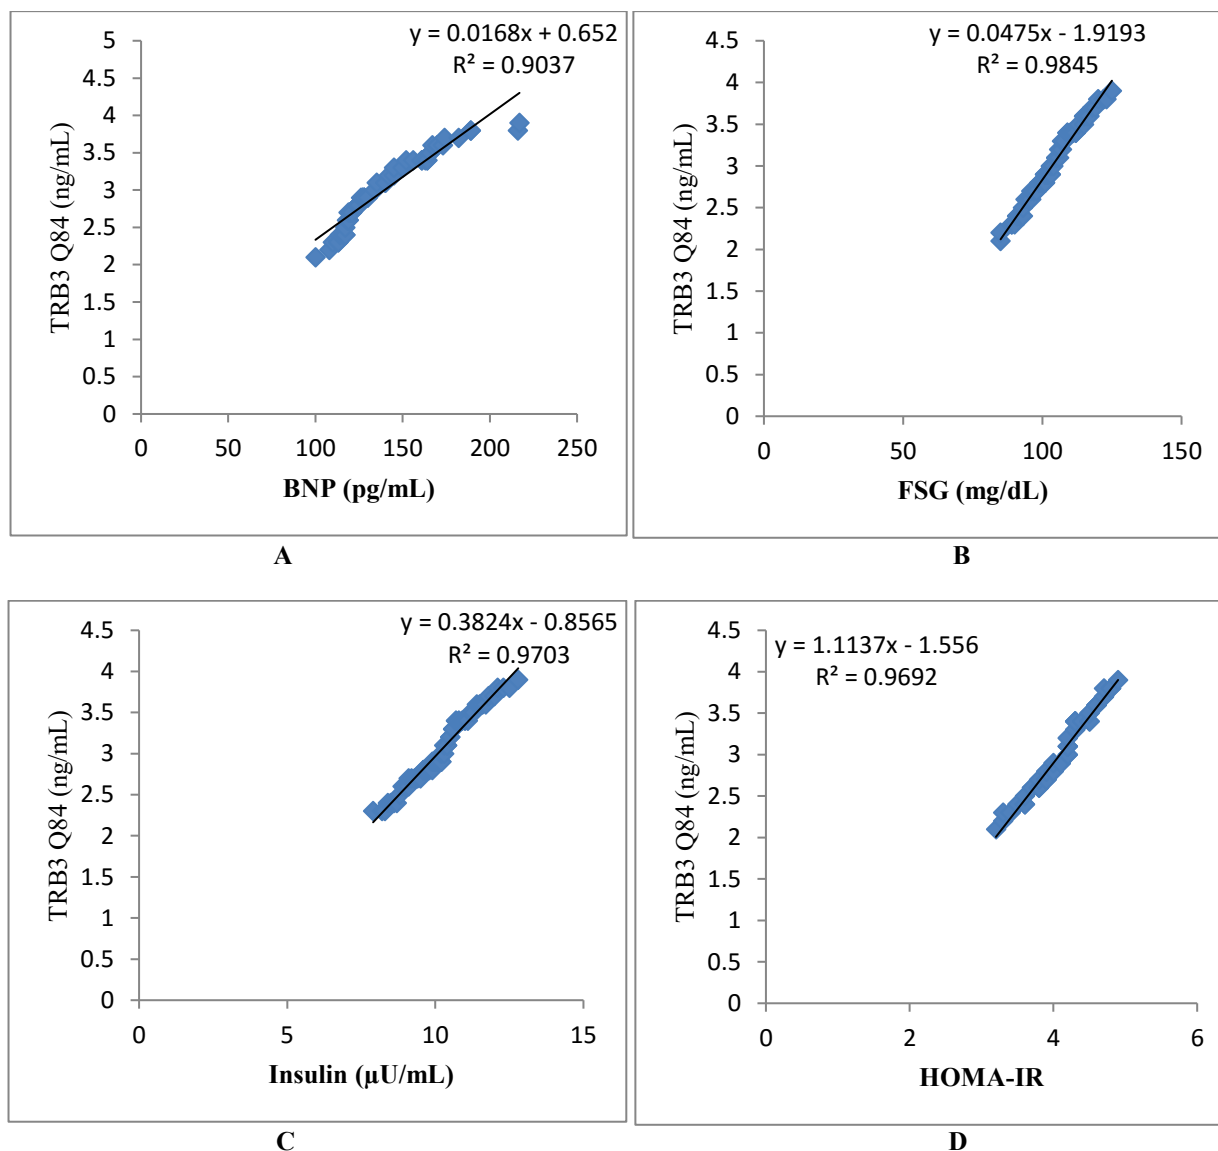 y = 0.0168x + 0.652
R² = 0.9037
5
4.5
4
3.5
3
2.5
2
1.5
1
0.5
0
TRB3 Q84 (ng/mL)
0 50 100 150 200 250
BNP (pg/mL)
A
y = 0.0475x - 1.9193
R² = 0.9845
4.5
4
3.5
3
2.5
2
1.5
1
0.5
0
TRB3 Q84 (ng/mL)
0 50 100 150
FSG (mg/dL)
B
y = 0.3824x - 0.8565
R² = 0.9703
4.5
4
3.5
3
2.5
2
1.5
1
0.5
0
TRB3 Q84 (ng/mL)
0 5 10 15
Insulin (µU/mL)
C
y = 1.1137x - 1.556
R² = 0.9692
4.5
4
3.5
3
2.5
2
1.5
1
0.5
0
TRB3 Q84 (ng/mL)
0 2 4 6
HOMA-IR
D